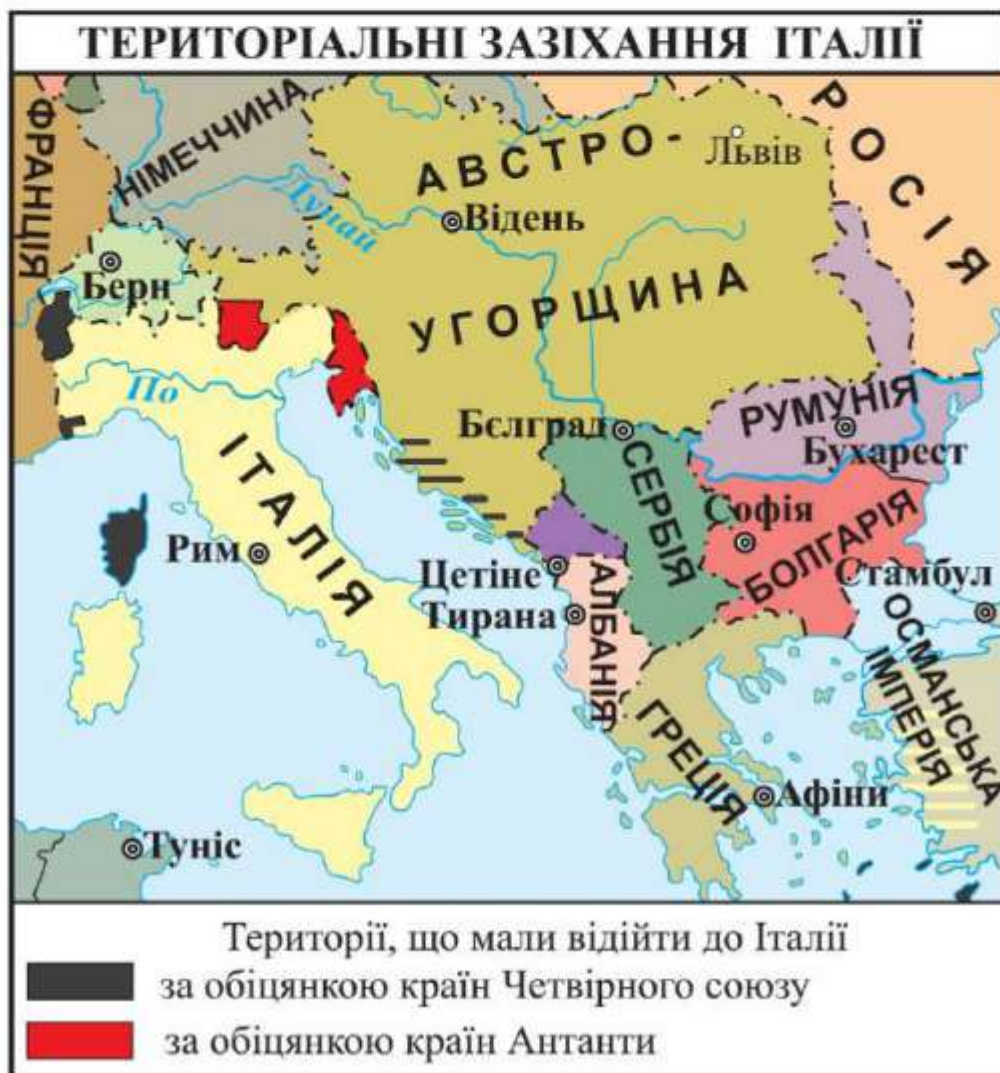 ТЕРИТОРІАЛЬНІ ЗАЗІХАННЯ ІТАЛІЇ
ФРАНЦІЯ
НІМЕЧЧИНА
АВСТРО-
Львів
РОСІЯ
Дунай
Відень
Берн
УГОРЩИНА
По
РУМУНІЯ
Бєлград
Бухарест
ІТАЛІЯ
СЕРБІЯ
Софія
БОЛГАРІЯ
Рим
Цетіне
Стамбул
Тирана
АЛБАНІЯ
ОСМАНСЬКА
ІМПЕРІЯ
ГРЕЦІЯ
Афіни
Туніс
Території, що мали відійти до Італії
за обіцянкою країн Четвірного союзу
за обіцянкою країн Антанти